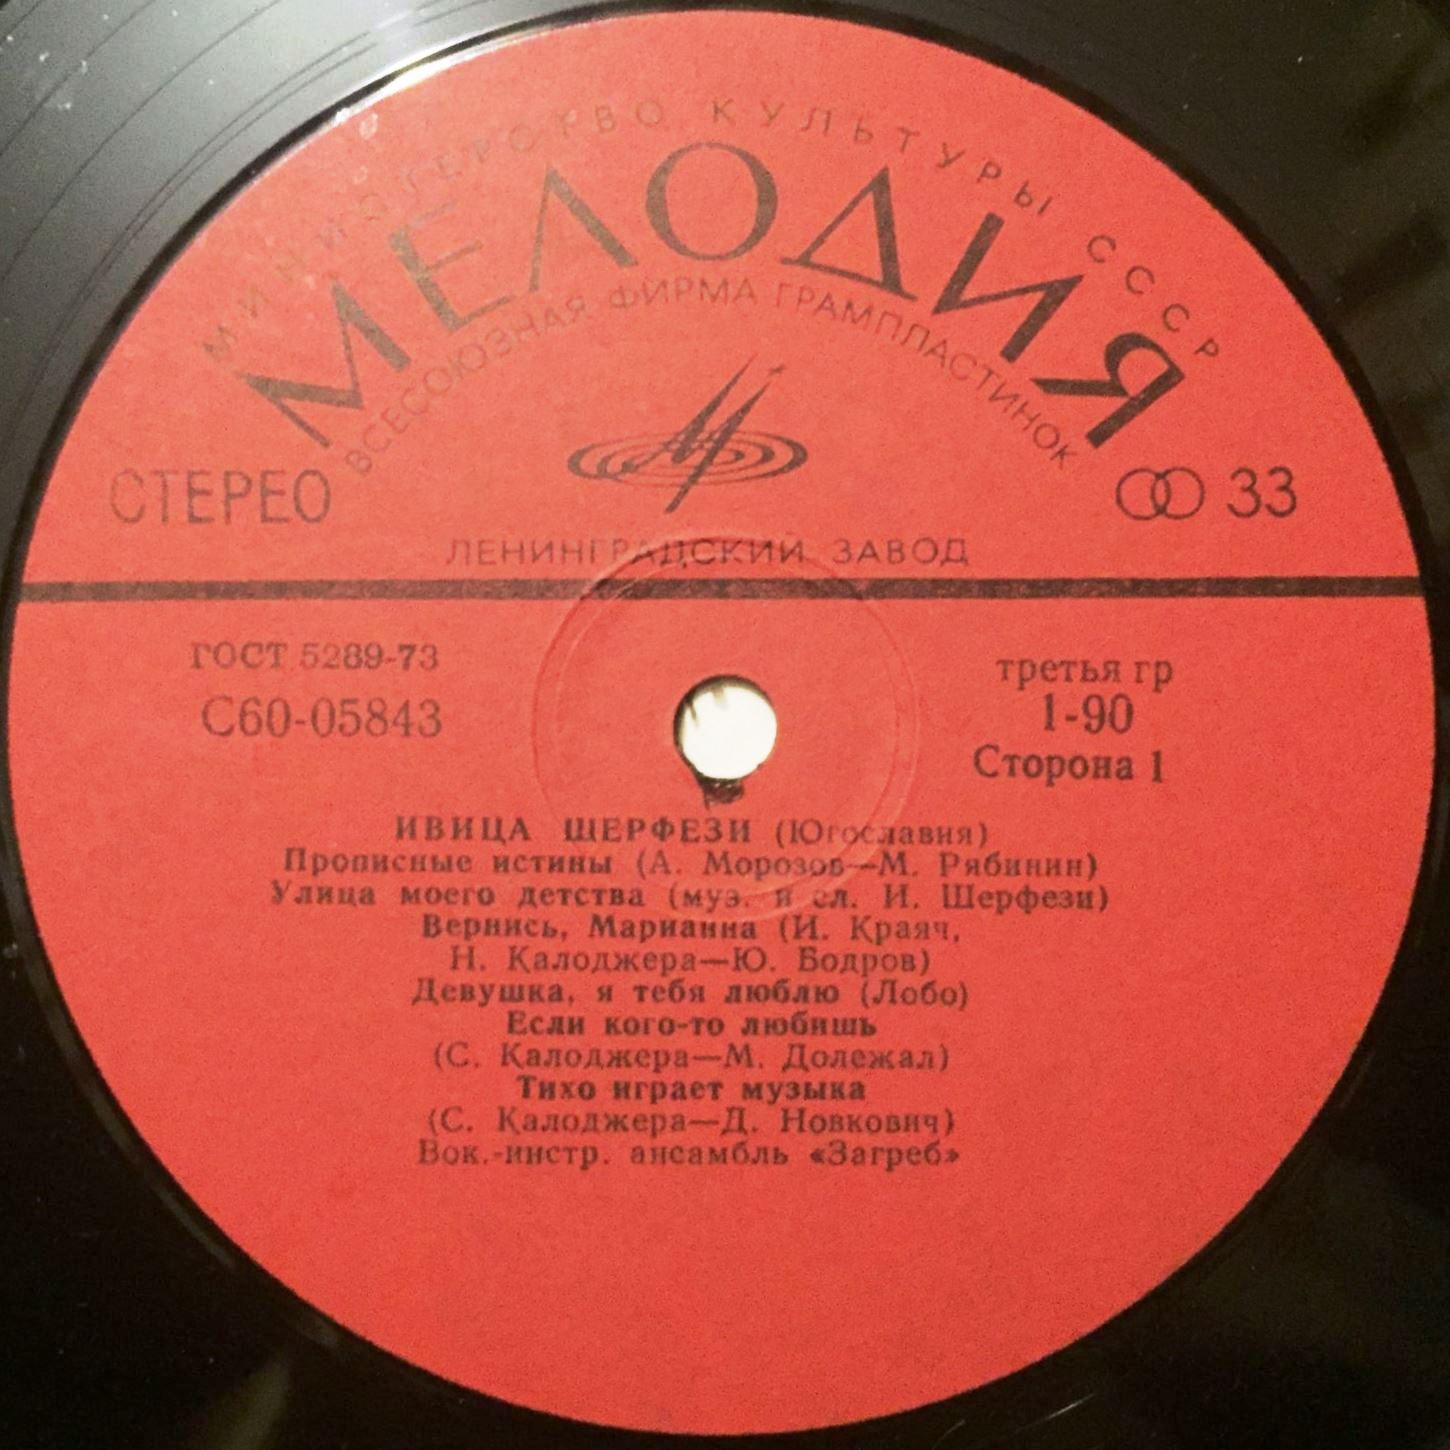 МИНИСТЕРСТВО КУЛЬТУРЫ СССР
МЕЛОДИЯ
ВСЕСОЮЗНАЯ ФИРМА ГРАМПЛАСТИНОК
СТЕРЕО
33
ЛЕНИНГРАДСКИЙ ЗАВОД
ГОСТ 5289-73
третья гр
С60-05843
1-90
Сторона 1
ИВИЦА ШЕРФЕЗИ (Югославия)
Прописные истины (А. Морозов—М. Рябинин)
Улица моего детства (муз. и сл. И. Шерфези)
Вернись, Марианна (И. Краяч,
Н. Калоджера—Ю. Бодров)
Девушка, я тебя люблю (Лобо)
Если кого-то любишь
(С. Калоджера—М. Долежал)
Тихо играет музыка
(С. Калоджера—Д. Новкович)
Вок.-инстр. ансамбль «Загреб»